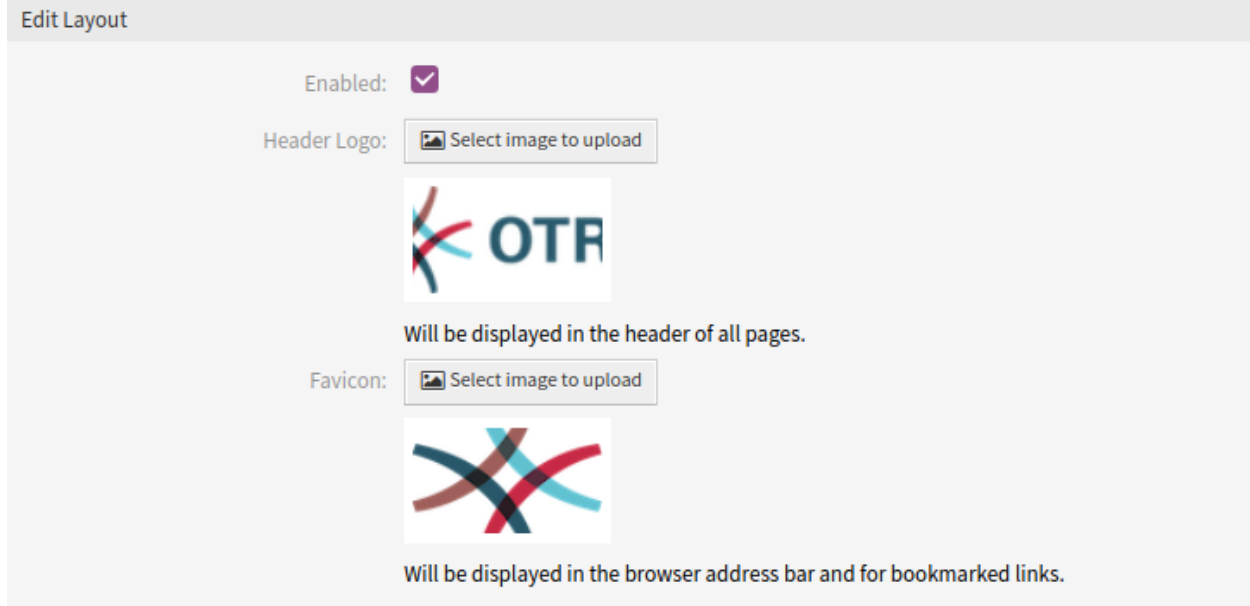 Edit Layout
Enabled:
Header Logo: Select image to upload
OTR
Will be displayed in the header of all pages.
Favicon: Select image to upload
Will be displayed in the browser address bar and for bookmarked links.